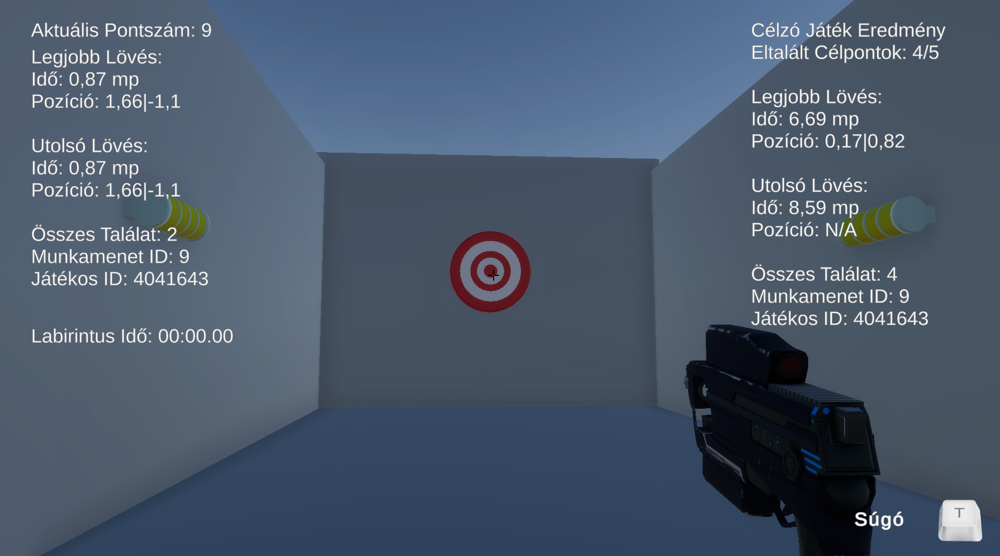 Aktuális Pontszám: 9
Legjobb Lövés:
Idő: 0,87 mp
Pozíció: 1,66|-1,1
Utolsó Lövés:
Idő: 0,87 mp
Pozíció: 1,66|-1,1
Összes Találat: 2
Munkamenet ID: 9
Játékos ID: 4041643
Labirintus Idő: 00:00.00
Célzó Játék Eredmény
Eltalált Célpontok: 4/5
Legjobb Lövés:
Idő: 6,69 mp
Pozíció: 0,17|0,82
Utolsó Lövés:
Idő: 8,59 mp
Pozíció: N/A
Összes Találat: 4
Munkamenet ID: 9
Játékos ID: 4041643
Súgó
T